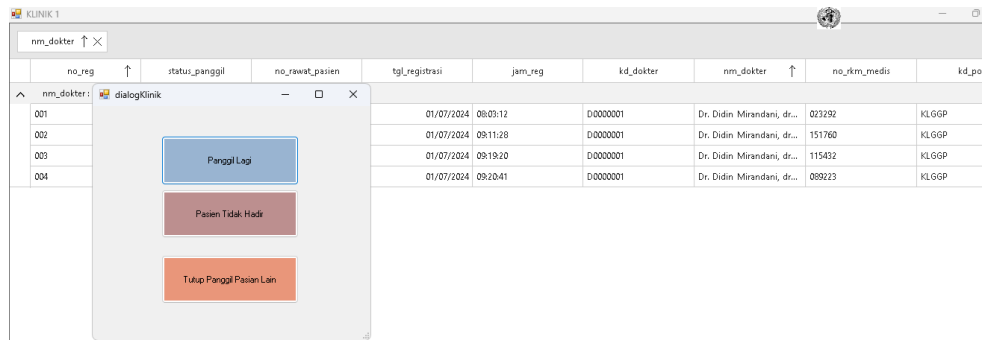 KLINIK 1
nm_dokter
no_reg status_panggil no_rawat_pasien tgl_registrasi jam_reg kd_dokter nm_dokter no_rkm_medis kd_po
nm_dokter: dialogKlinik
001 01/07/2024 08:03:12 D0000001 Dr. Didin Mirandani, dr... 023292 KLGGP
002 01/07/2024 09:11:28 D0000001 Dr. Didin Mirandani, dr... 151760 KLGGP
003 01/07/2024 09:19:20 D0000001 Dr. Didin Mirandani, dr... 115432 KLGGP
004 01/07/2024 09:20:41 D0000001 Dr. Didin Mirandani, dr... 089223 KLGGP
Panggil Lagi
Pasien Tidak Hadir
Tutup Panggil Pasian Lain